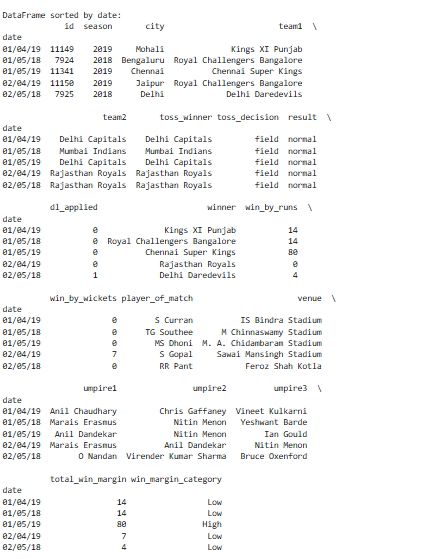 DataFrame sorted by date:
id season city team1 \
date
01/04/19 11149 2019 Mohali Kings XI Punjab
01/05/18 7924 2018 Bengaluru Royal Challengers Bangalore
01/05/19 11341 2019 Chennai Chennai Super Kings
02/04/19 11150 2019 Jaipur Royal Challengers Bangalore
02/05/18 7925 2018 Delhi Delhi Daredevils
team2 toss_winner toss_decision result \
date
01/04/19 Delhi Capitals Delhi Capitals field normal
01/05/18 Mumbai Indians Mumbai Indians field normal
01/05/19 Delhi Capitals Delhi Capitals field normal
02/04/19 Rajasthan Royals Rajasthan Royals field normal
02/05/18 Rajasthan Royals Rajasthan Royals field normal
dl_applied winner win_by_runs \
date
01/04/19 0 Kings XI Punjab 14
01/05/18 0 Royal Challengers Bangalore 14
01/05/19 0 Chennai Super Kings 80
02/04/19 0 Rajasthan Royals 0
02/05/18 1 Delhi Daredevils 4
win_by_wickets player_of_match venue \
date
01/04/19 0 S Curran IS Bindra Stadium
01/05/18 0 TG Southee M Chinnaswamy Stadium
01/05/19 0 MS Dhoni M. A. Chidambaram Stadium
02/04/19 7 S Gopal Sawai Mansingh Stadium
02/05/18 0 RR Pant Feroz Shah Kotla
umpire1 umpire2 umpire3 \
date
01/04/19 Anil Chaudhary Chris Gaffaney Vineet Kulkarni
01/05/18 Marais Erasmus Nitin Menon Yeshwant Barde
01/05/19 Anil Dandekar Nitin Menon Ian Gould
02/04/19 Marais Erasmus Anil Dandekar Nitin Menon
02/05/18 O Nandan Virender Kumar Sharma Bruce Oxenford
total_win_margin win_margin_category
date
01/04/19 14 Low
01/05/18 14 Low
01/05/19 80 High
02/04/19 7 Low
02/05/18 4 Low